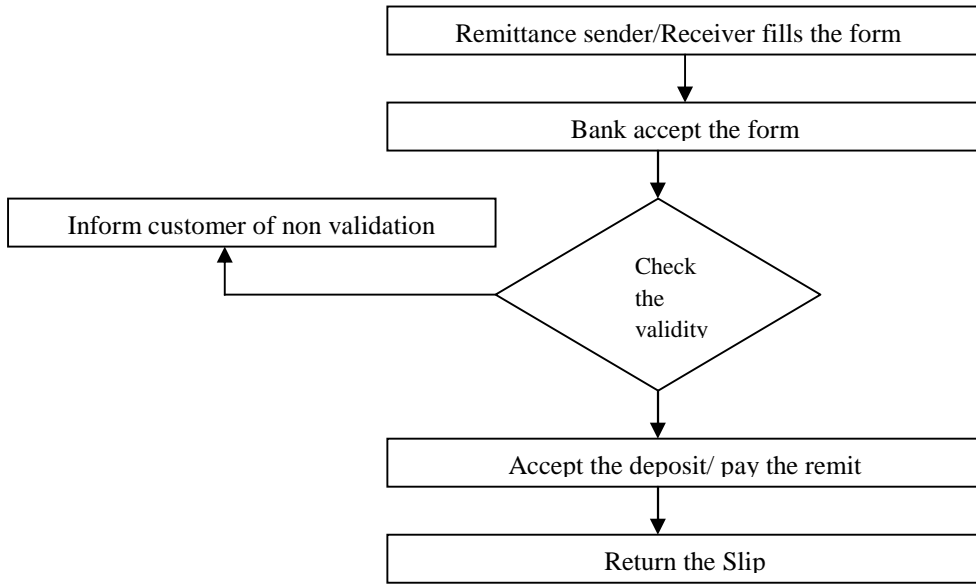 Remittance sender/Receiver fills the form
Bank accept the form
Inform customer of non validation
Check
the
validity
Accept the deposit/ pay the remit
Return the Slip